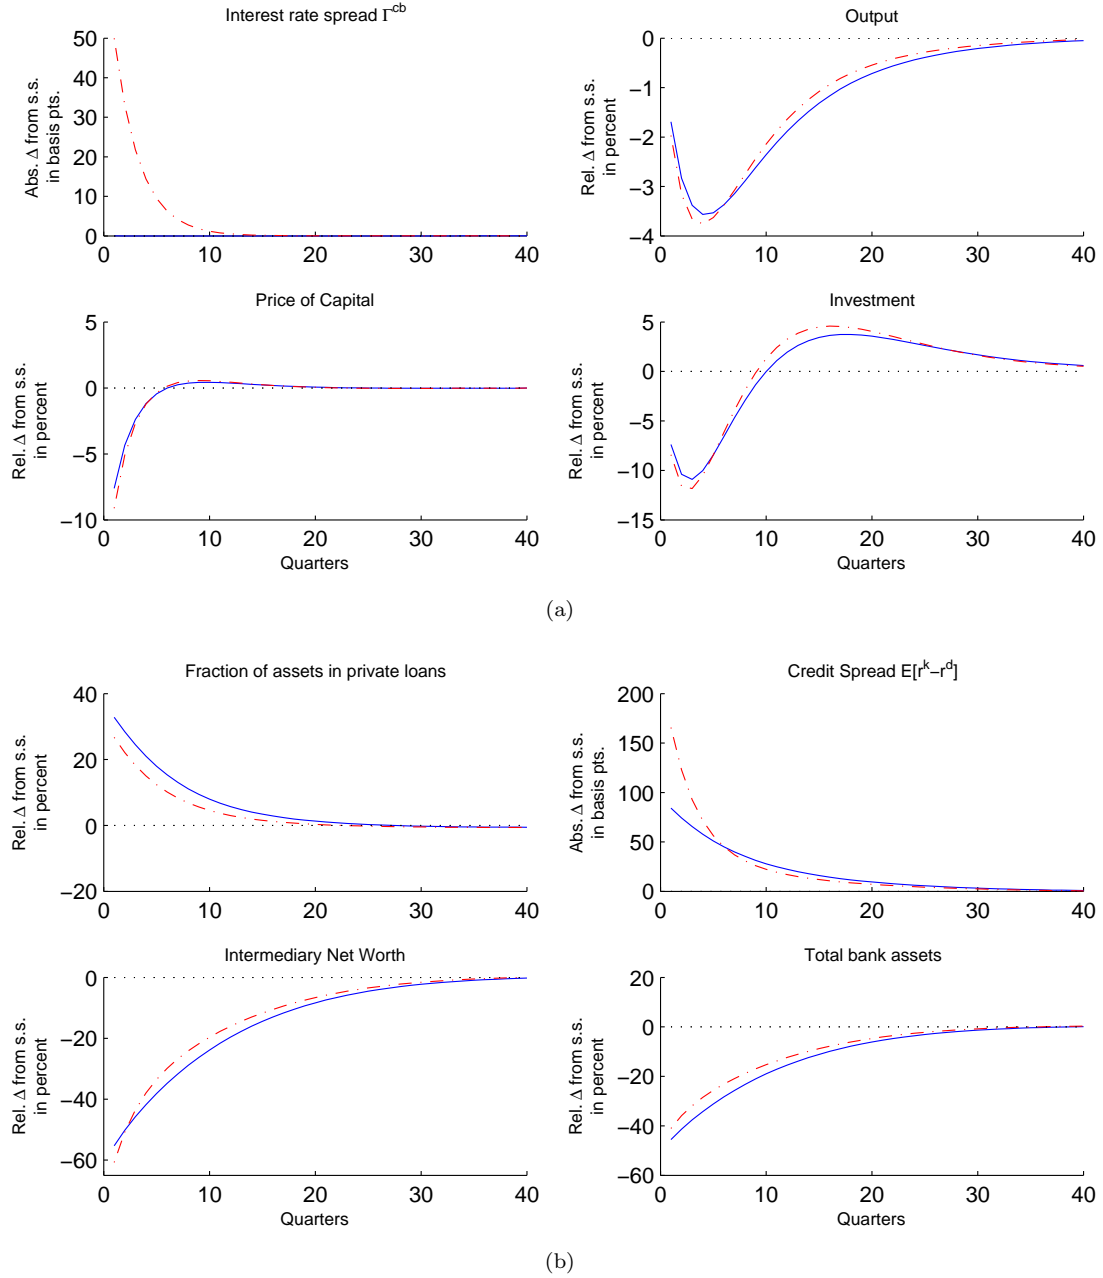 Interest rate spread Γ^cb
Abs. Δ from s.s.
in basis pts.
50
40
30
20
10
0
0 10 20 30 40
Output
Rel. Δ from s.s.
in percent
0
−1
−2
−3
−4
0 10 20 30 40
Price of Capital
Rel. Δ from s.s.
in percent
5
0
−5
−10
0 10 20 30 40
Quarters
Investment
Rel. Δ from s.s.
in percent
5
0
−5
−10
−15
0 10 20 30 40
Quarters
(a)
Fraction of assets in private loans
Rel. Δ from s.s.
in percent
40
20
0
−20
0 10 20 30 40
Credit Spread E[r^k−r^d]
Abs. Δ from s.s.
in basis pts.
200
150
100
50
0
0 10 20 30 40
Intermediary Net Worth
Rel. Δ from s.s.
in percent
0
−20
−40
−60
0 10 20 30 40
Quarters
Total bank assets
Rel. Δ from s.s.
in percent
20
0
−20
−40
−60
0 10 20 30 40
Quarters
(b)